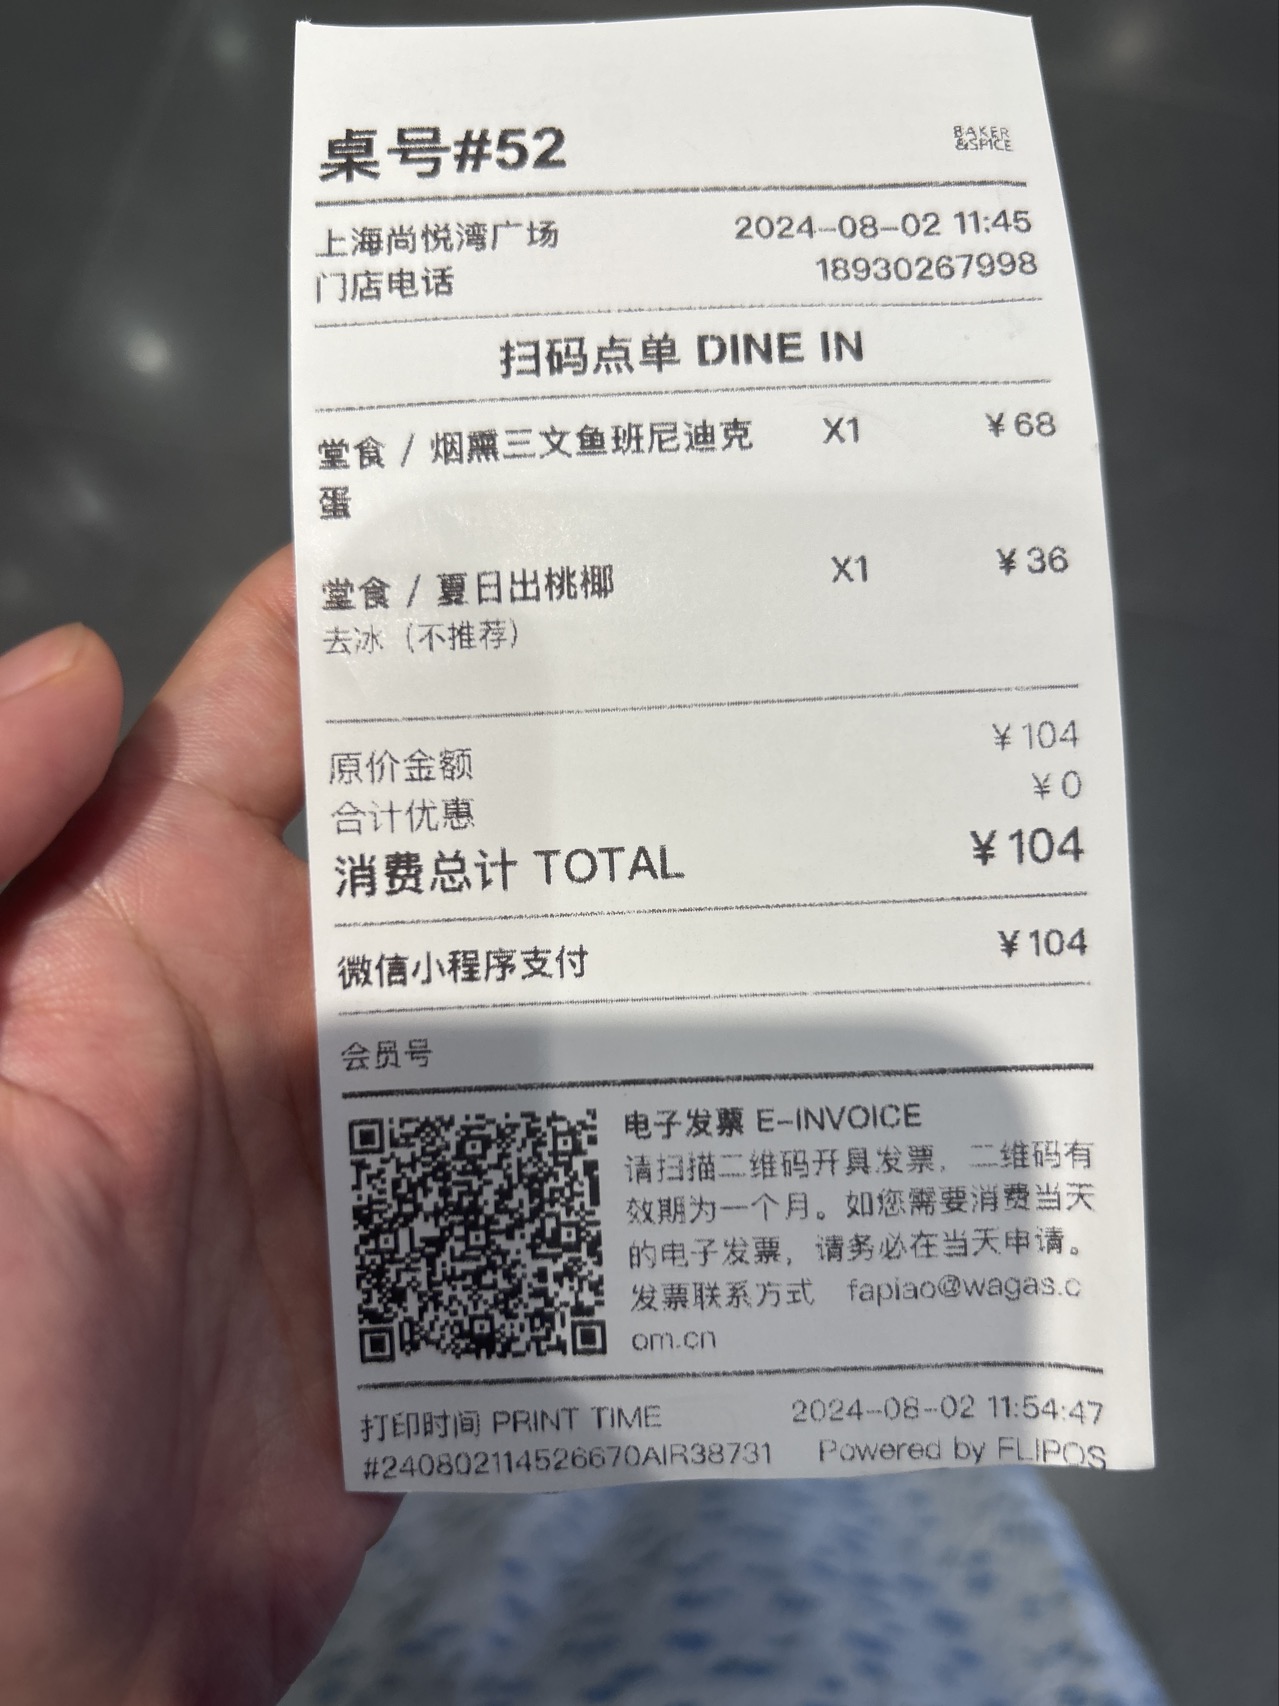 桌号#52
BAKER
&SPICE
上海尚悦湾广场 2024-08-02 11:45
门店电话 18930267998
扫码点单 DINE IN
堂食 / 烟熏三文鱼班尼迪克 X1 ¥68
蛋
堂食 / 夏日出桃椰 X1 ¥36
去冰（不推荐）
原价金额 ¥104
合计优惠 ¥0
消费总计 TOTAL ¥104
微信小程序支付 ¥104
会员号
电子发票 E-INVOICE
请扫描二维码开具发票，二维码有
效期为一个月。如您需要消费当天
的电子发票，请务必在当天申请。
发票联系方式 fapiao@wagas.c
om.cn
打印时间 PRINT TIME 2024-08-02 11:54:47
#240802114526670AIR38731 Powered by FLIPOS